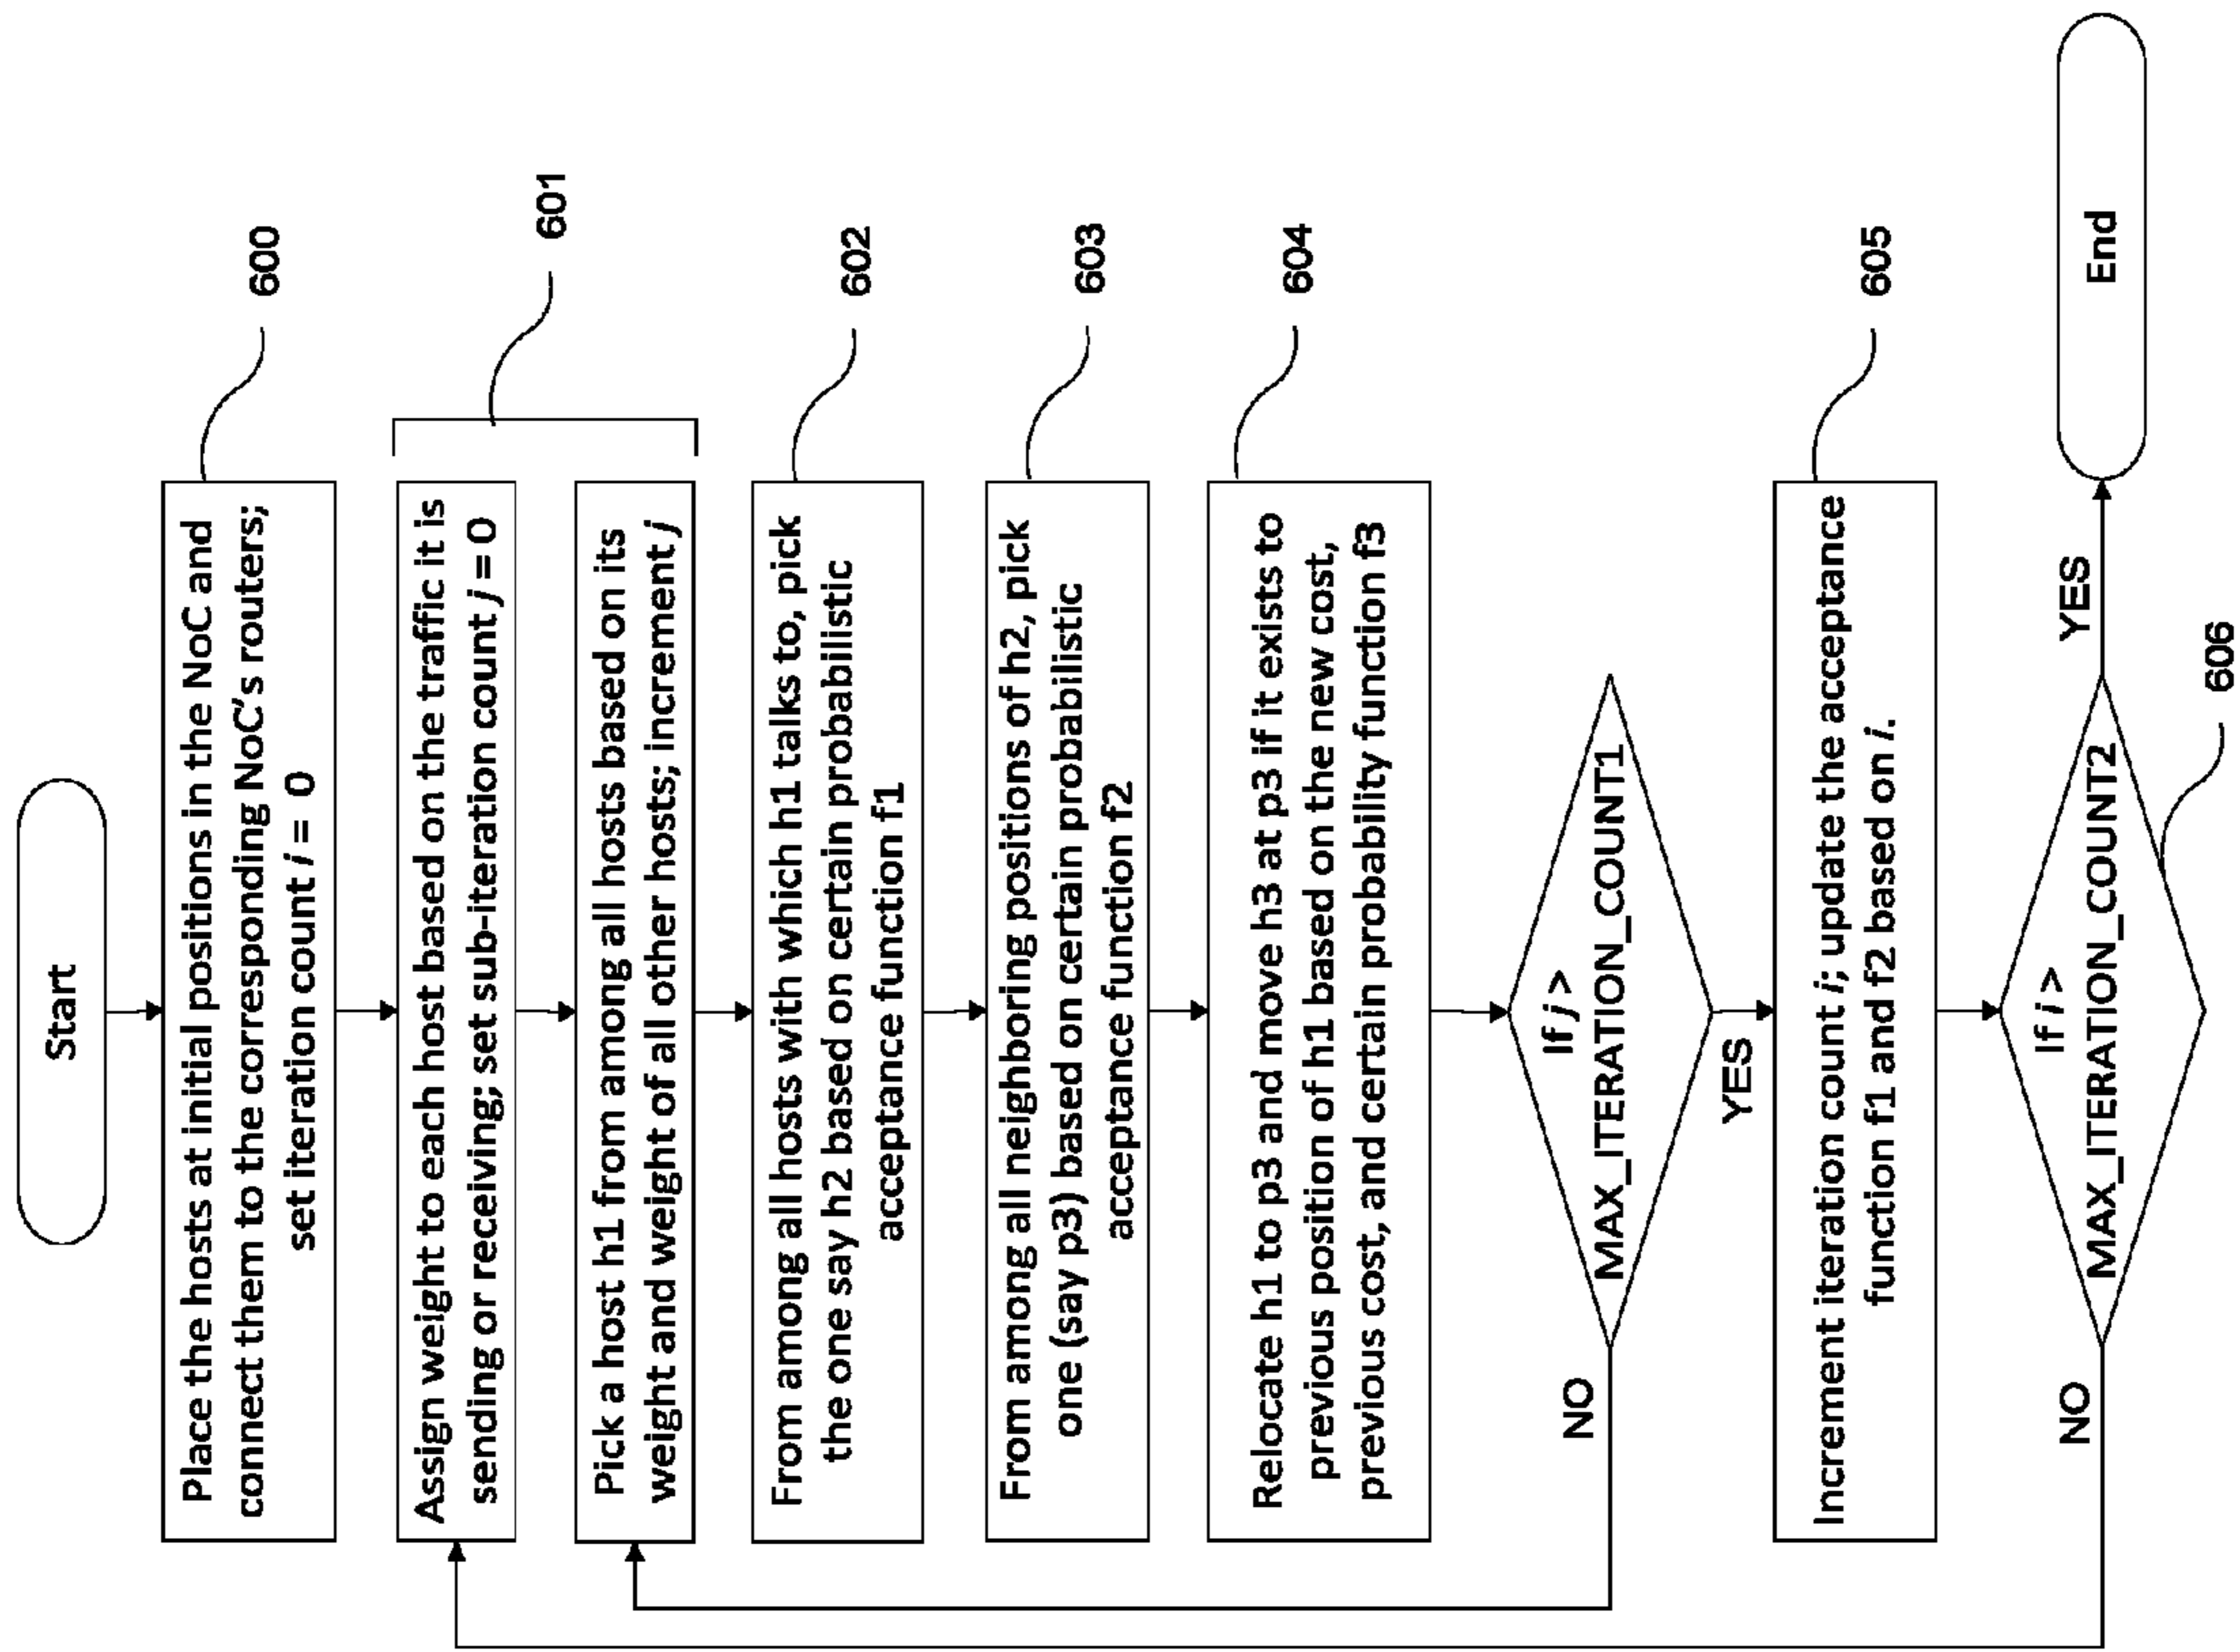 Start
Place the hosts at initial positions in the NoC and
connect them to the corresponding NoC's routers;
set iteration count i = 0
600
Assign weight to each host based on the traffic it is
sending or receiving; set sub-iteration count j = 0
601
Pick a host h1 from among all hosts based on its
weight and weight of all other hosts; increment j
From among all hosts with which h1 talks to, pick
the one say h2 based on certain probabilistic
acceptance function f1
602
From among all neighboring positions of h2, pick
one (say p3) based on certain probabilistic
acceptance function f2
603
Relocate h1 to p3 and move h3 at p3 if it exists to
previous position of h1 based on the new cost,
previous cost, and certain probability function f3
604
If j >
MAX_ITERATION_COUNT1
NO
YES
Increment iteration count i; update the acceptance
function f1 and f2 based on i.
605
If i >
MAX_ITERATION_COUNT2
NO
YES
606
End